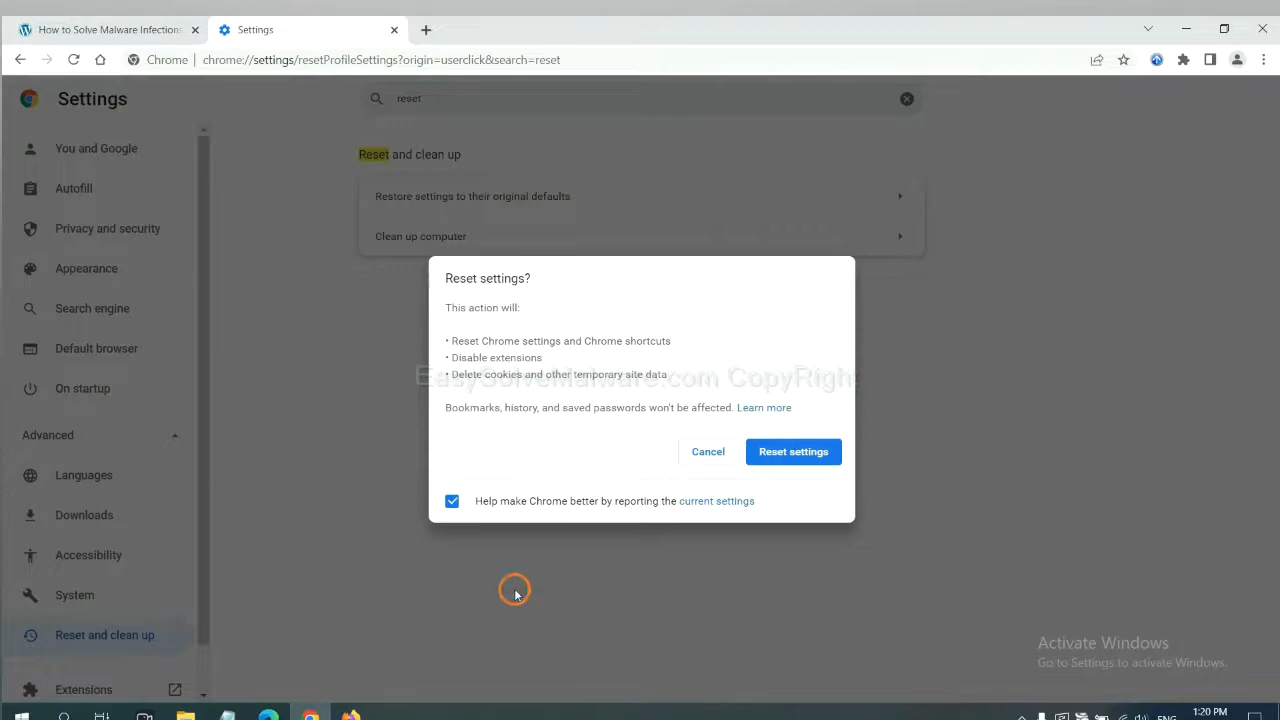 How to Solve Malware Infections
Settings
Chrome
chrome://settings/resetProfileSettings?origin=userclick&search=reset
Settings
reset
You and Google
Reset and clean up
Autofill
Restore settings to their original defaults
Privacy and security
Clean up computer
Appearance
Search engine
Default browser
On startup
Advanced
Languages
Downloads
Accessibility
System
Reset and clean up
Extensions
Reset settings?
This action will:
• Reset Chrome settings and Chrome shortcuts
• Disable extensions
• Delete cookies and other temporary site data
EasySolveMalware.com CopyRight
Bookmarks, history, and saved passwords won't be affected. Learn more
Cancel
Reset settings
Help make Chrome better by reporting the current settings
Activate Windows
Go to Settings to activate Windows.
ENG
1:20 PM